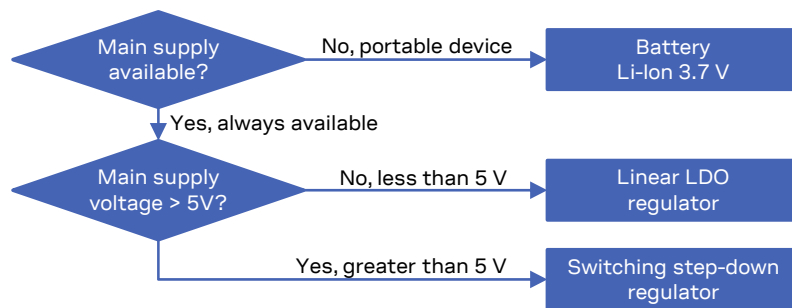 Main supply
available?
No, portable device
Battery
Li-Ion 3.7 V
Yes, always available
Main supply
voltage > 5V?
No, less than 5 V
Linear LDO
regulator
Yes, greater than 5 V
Switching step-down
regulator